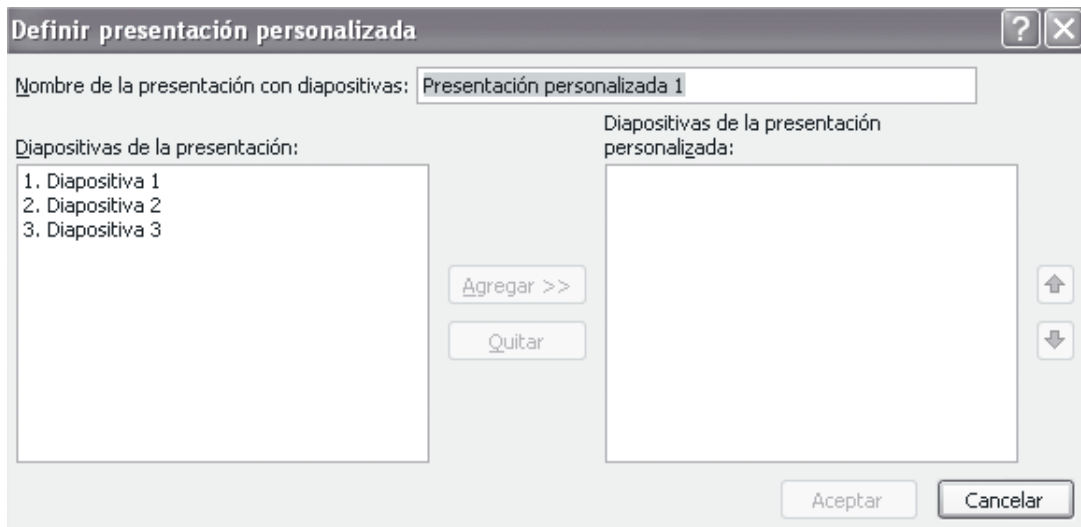 Definir presentación personalizada
Nombre de la presentación con diapositivas: Presentación personalizada 1
Diapositivas de la presentación:
1. Diapositiva 1
2. Diapositiva 2
3. Diapositiva 3
Agregar >>
Quitar
Diapositivas de la presentación
personalizada:
Aceptar
Cancelar